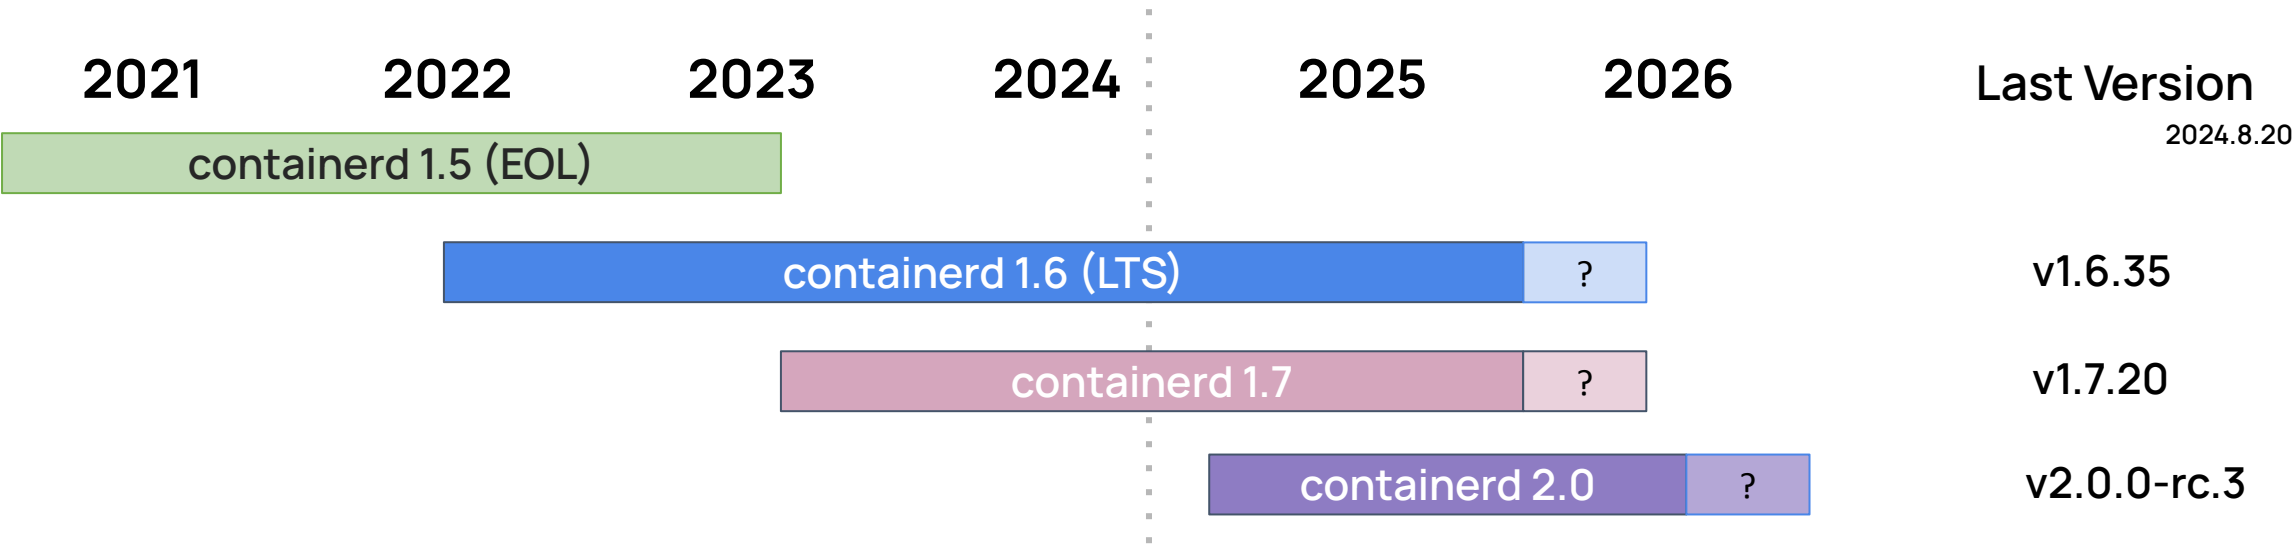 2021 2022 2023 2024 2025 2026 Last Version
2024.8.20
containerd 1.5 (EOL)
containerd 1.6 (LTS) ? v1.6.35
containerd 1.7 ? v1.7.20
containerd 2.0 ? v2.0.0-rc.3